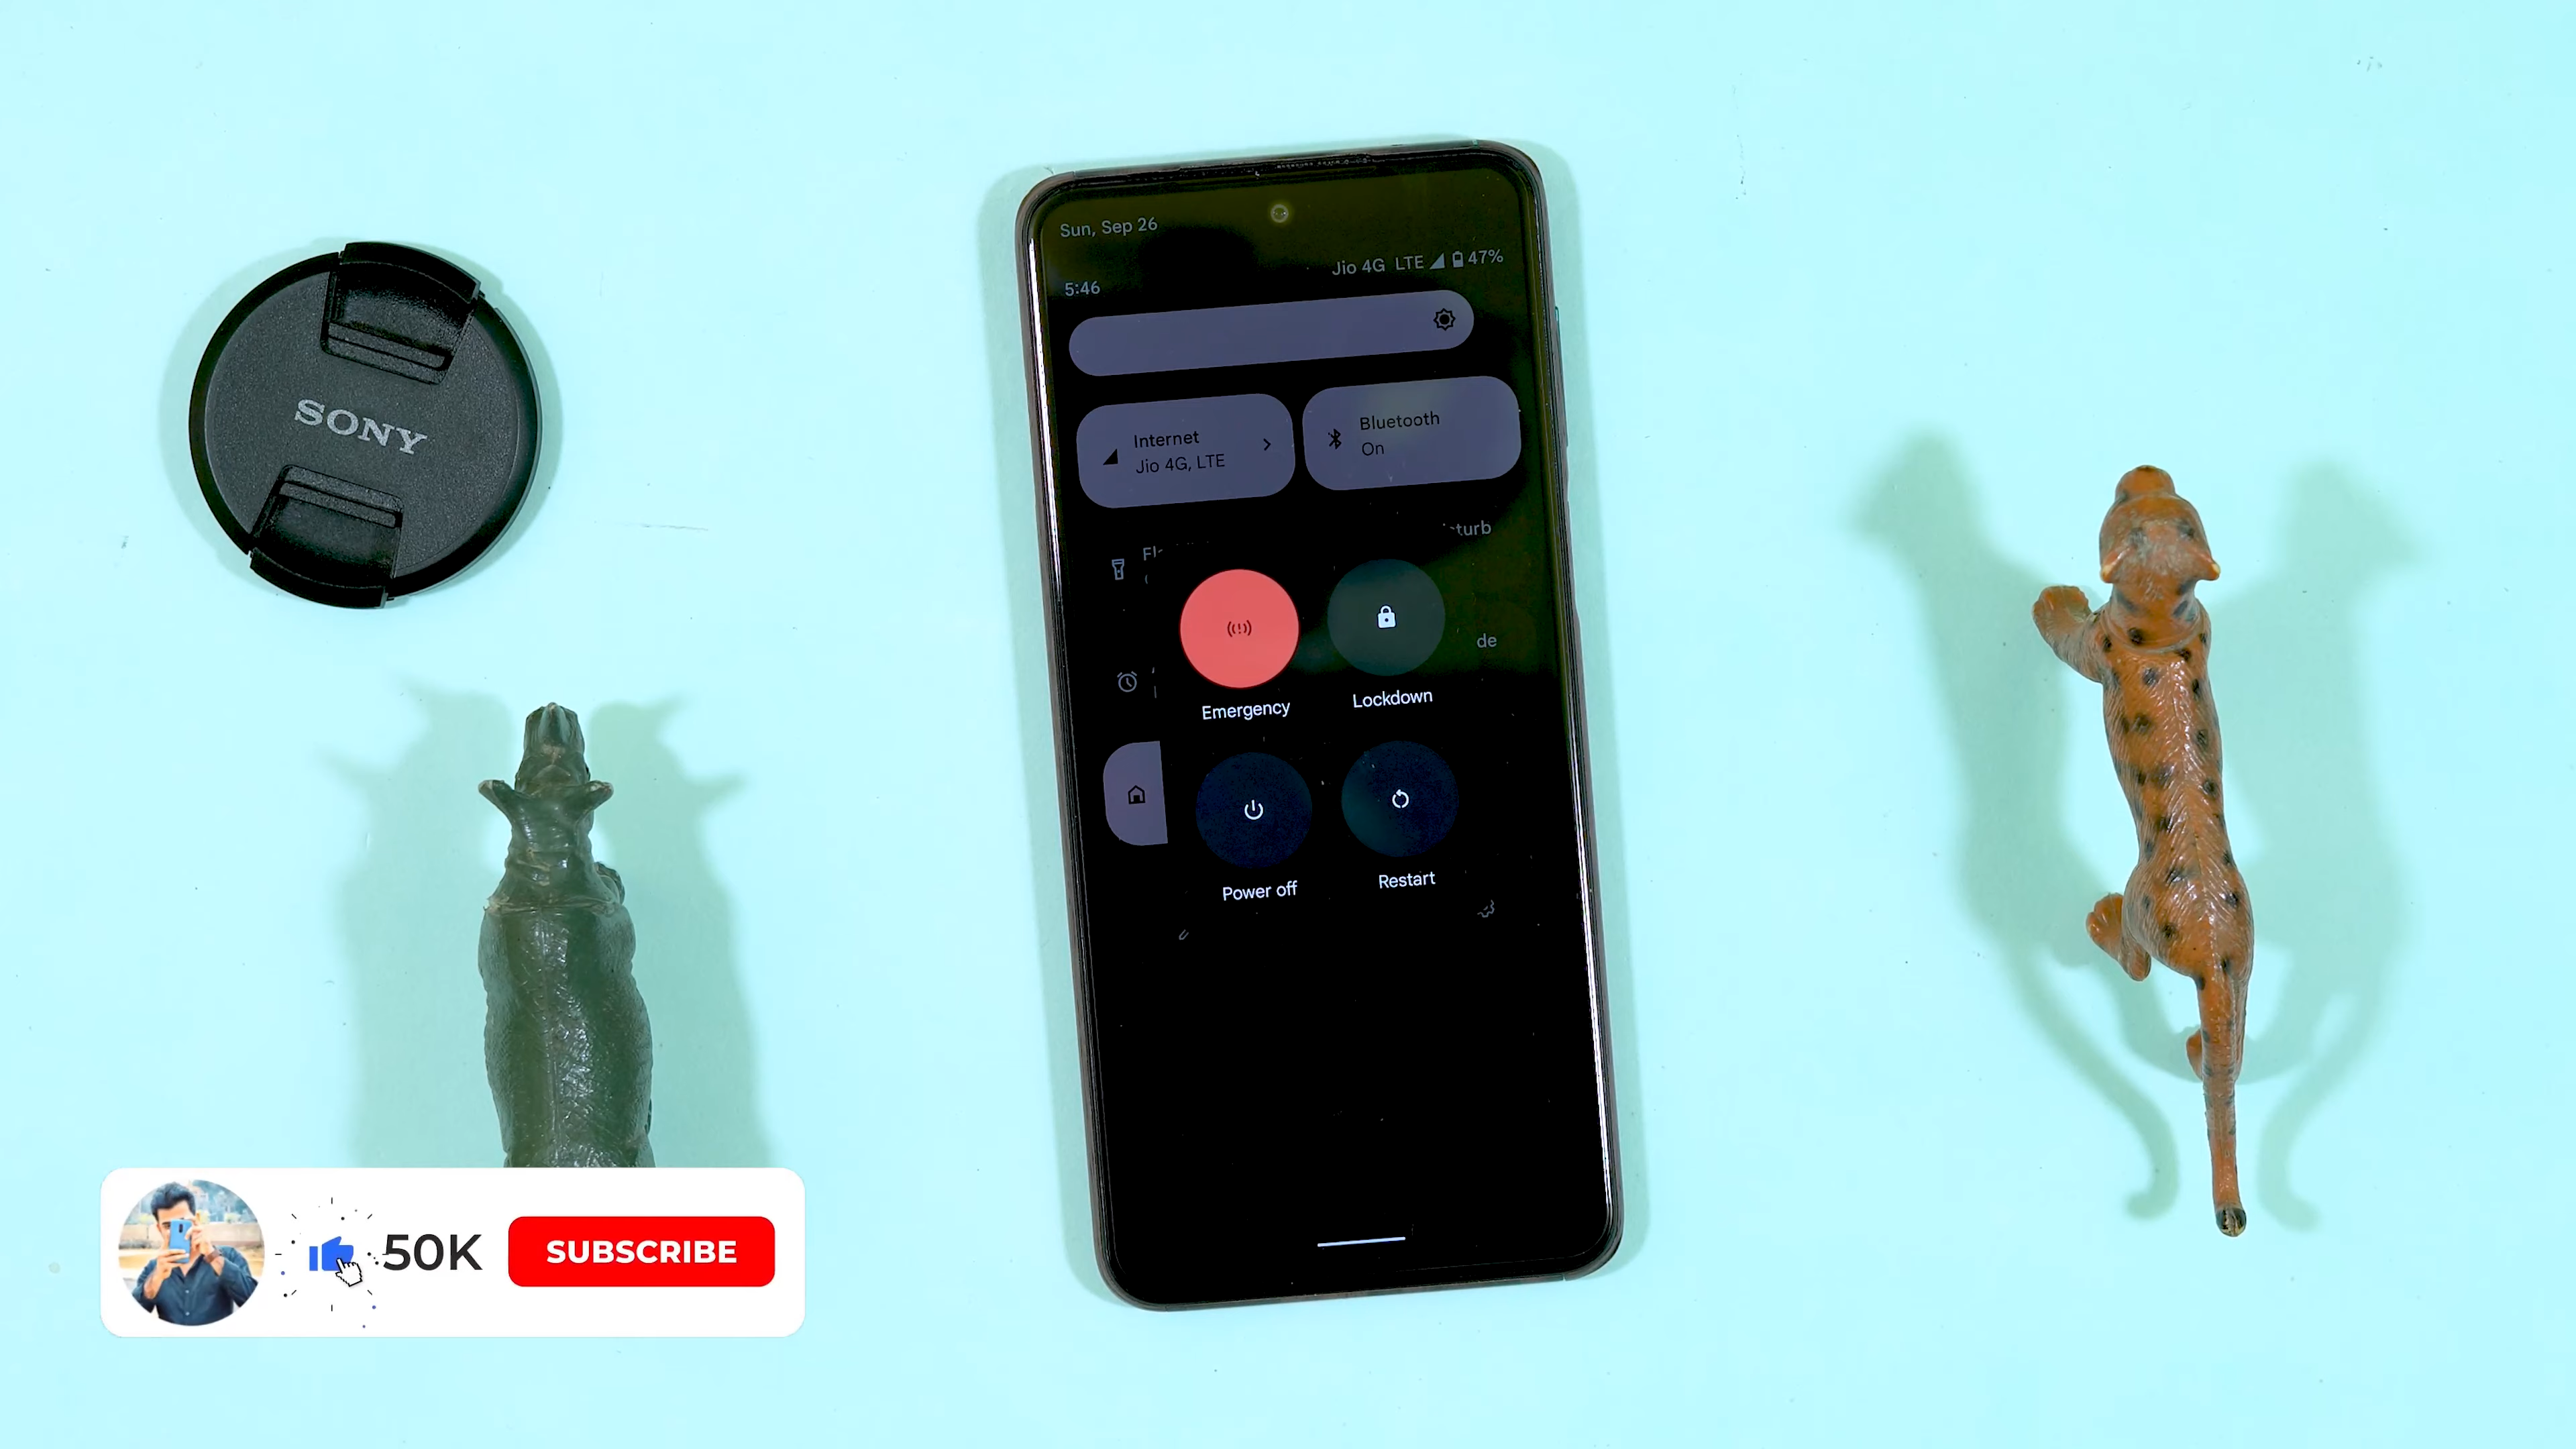 SONY
Sun, Sep 26
Jio 4G LTE 47%
5:46
Internet
Jio 4G, LTE
Bluetooth
On
Emergency
Lockdown
Power off
Restart
50K
SUBSCRIBE